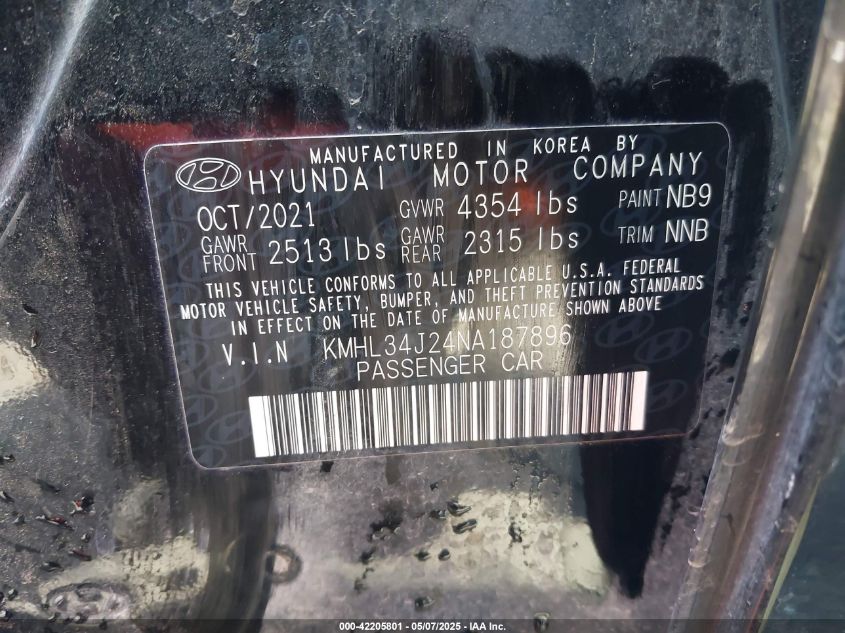 MANUFACTURED IN KOREA BY
HYUNDAI MOTOR COMPANY
OCT/2021 GVWR 4354 lbs PAINT NB9
GAWR FRONT 2513 lbs GAWR REAR 2315 lbs TRIM NNB
THIS VEHICLE CONFORMS TO ALL APPLICABLE U.S.A. FEDERAL
MOTOR VEHICLE SAFETY, BUMPER, AND THEFT PREVENTION STANDARDS
IN EFFECT ON THE DATE OF MANUFACTURE SHOWN ABOVE
V.I.N KMHL34J24NA187896
PASSENGER CAR
000-42205801 - 05/07/2025 - IAA Inc.